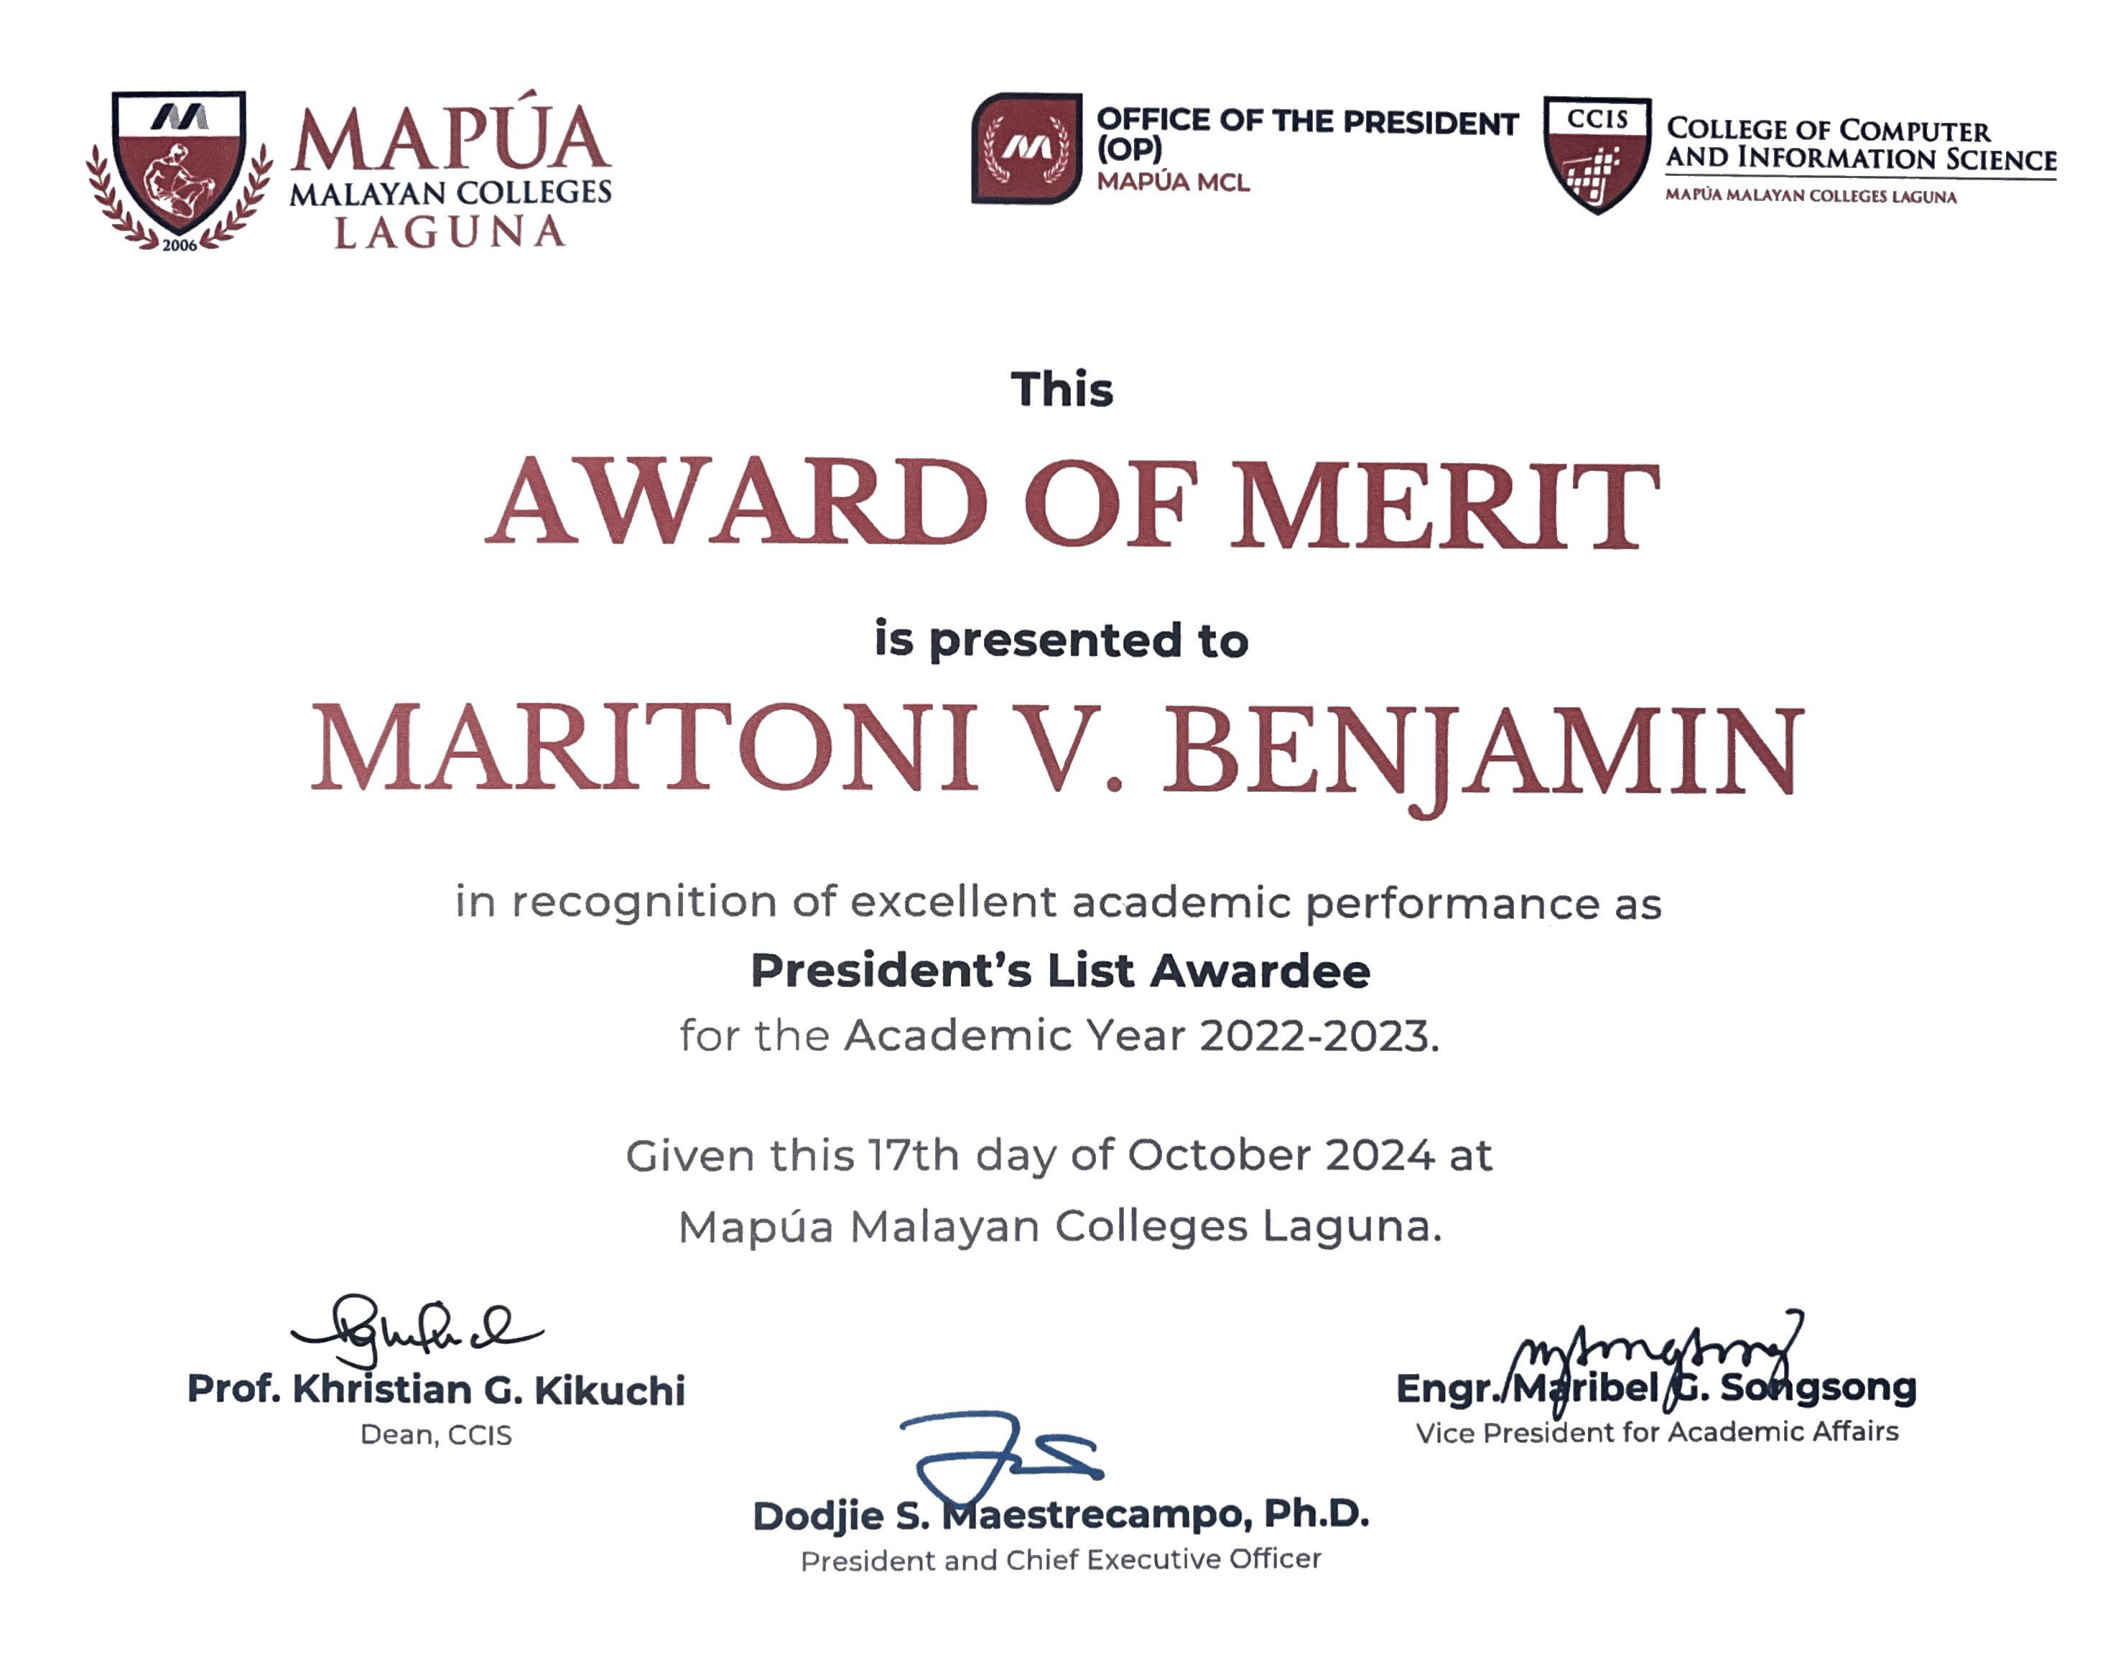 MAPÚA
MALAYAN COLLEGES
LAGUNA
2006
OFFICE OF THE PRESIDENT
(OP)
MAPÚA MCL
CCIS
COLLEGE OF COMPUTER
AND INFORMATION SCIENCE
MAPÚA MALAYAN COLLEGES LAGUNA
This
AWARD OF MERIT
is presented to
MARITONI V. BENJAMIN
in recognition of excellent academic performance as
President's List Awardee
for the Academic Year 2022-2023.
Given this 17th day of October 2024 at
Mapúa Malayan Colleges Laguna.
Prof. Khristian G. Kikuchi
Dean, CCIS
Engr. Maribel G. Songsong
Vice President for Academic Affairs
Dodjie S. Maestrecampo, Ph.D.
President and Chief Executive Officer